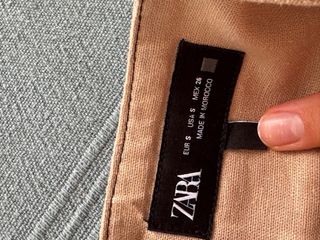 ZARA
EUR S USA S MEX 26
MADE IN MOROCCO